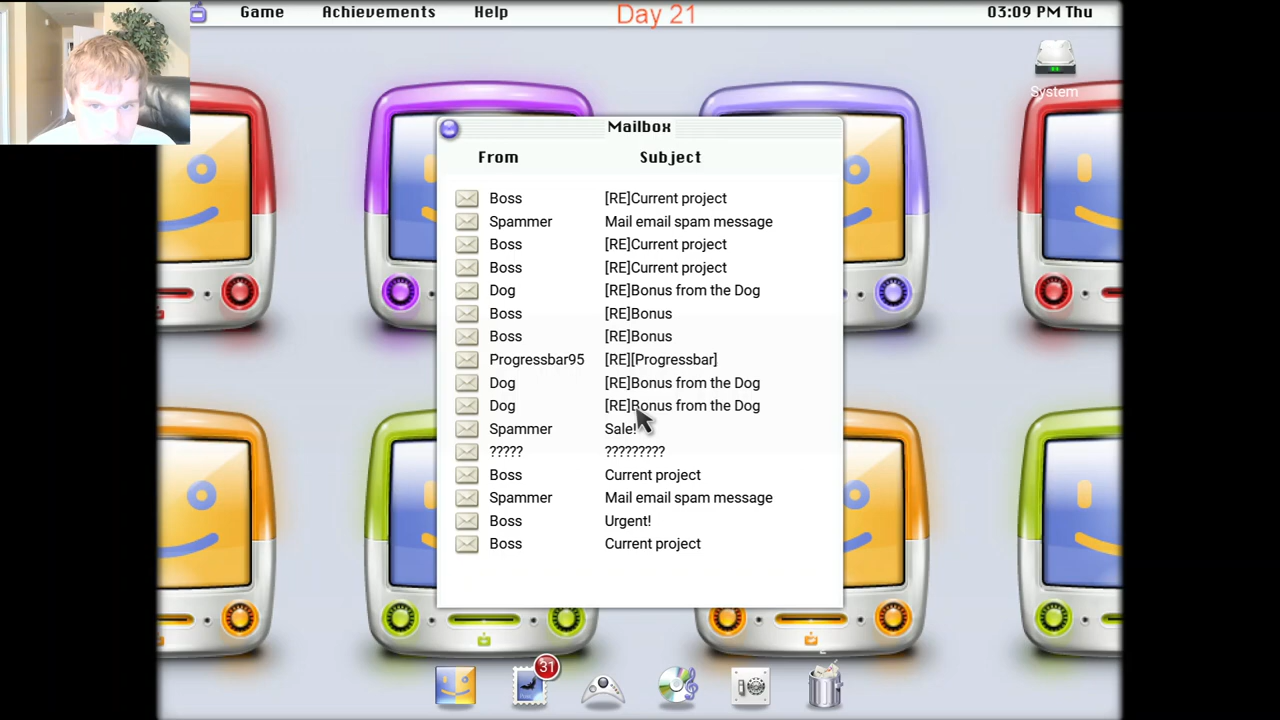 Game Achievements Help Day 21 03:09 PM Thu
System
Mailbox
From Subject
Boss [RE]Current project
Spammer Mail email spam message
Boss [RE]Current project
Boss [RE]Current project
Dog [RE]Bonus from the Dog
Boss [RE]Bonus
Boss [RE]Bonus
Progressbar95 [RE][Progressbar]
Dog [RE]Bonus from the Dog
Dog [RE]Bonus from the Dog
Spammer Sale!
????? ?????????
Boss Current project
Spammer Mail email spam message
Boss Urgent!
Boss Current project
31